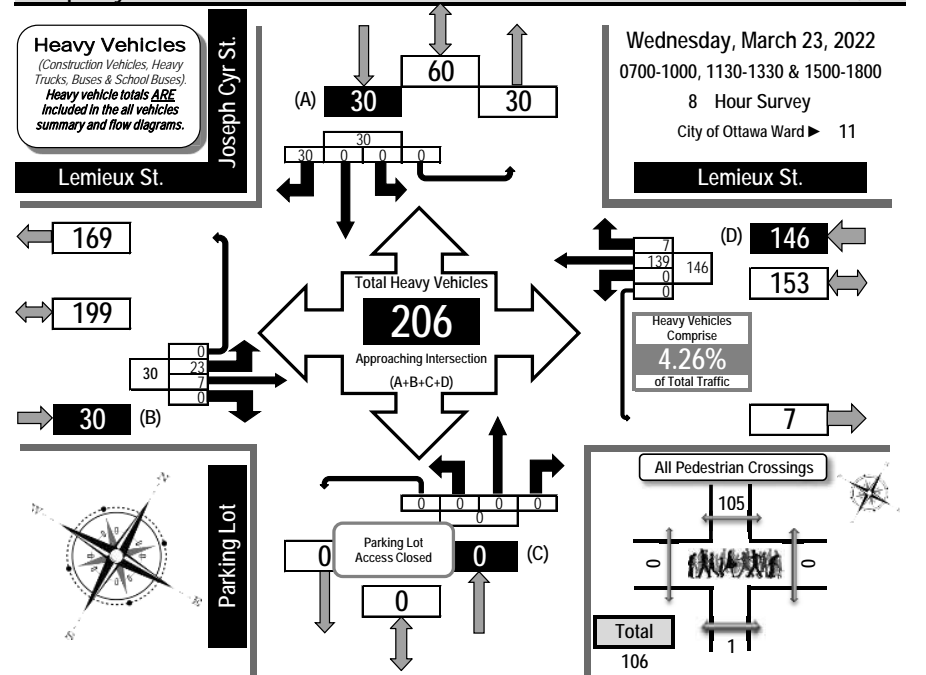 Heavy Vehicles
(Construction Vehicles, Heavy
Trucks, Buses & School Buses).
Heavy vehicle totals ARE
included in the all vehicles
summary and flow diagrams.
Joseph Cyr St.
Lemieux St.
60
(A)
30
30
30
30
0
0
0
Wednesday, March 23, 2022
0700-1000, 1130-1330 & 1500-1800
8 Hour Survey
City of Ottawa Ward ► 11
Lemieux St.
169
199
0
23
7
0
30
30
(B)
Total Heavy Vehicles
206
Approaching Intersection
(A+B+C+D)
7
139
0
0
146
(D)
146
153
Heavy Vehicles
Comprise
4.26%
of Total Traffic
7
N
W
E
S
Parking Lot
0
0
0
0
0
0
Parking Lot
Access Closed
0
(C)
0
All Pedestrian Crossings
105
0
0
1
Total
106